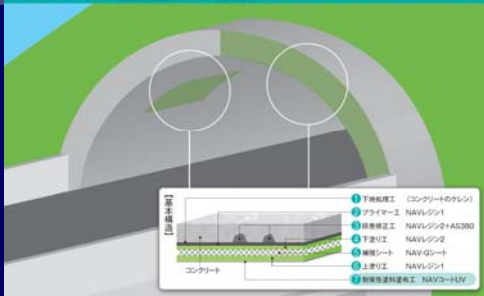 【基本構造】
コンクリート
1 下地処理工 (コンクリートのケレン)
2 プライマー工 NAVレジン1
3 段差修正工 NAVレジン2+AS380
4 下塗り工 NAVレジン2
5 補強シート NAV-Gシート
6 上塗り工 NAVレジン1
7 耐候性塗料塗布工 NAVコートUV